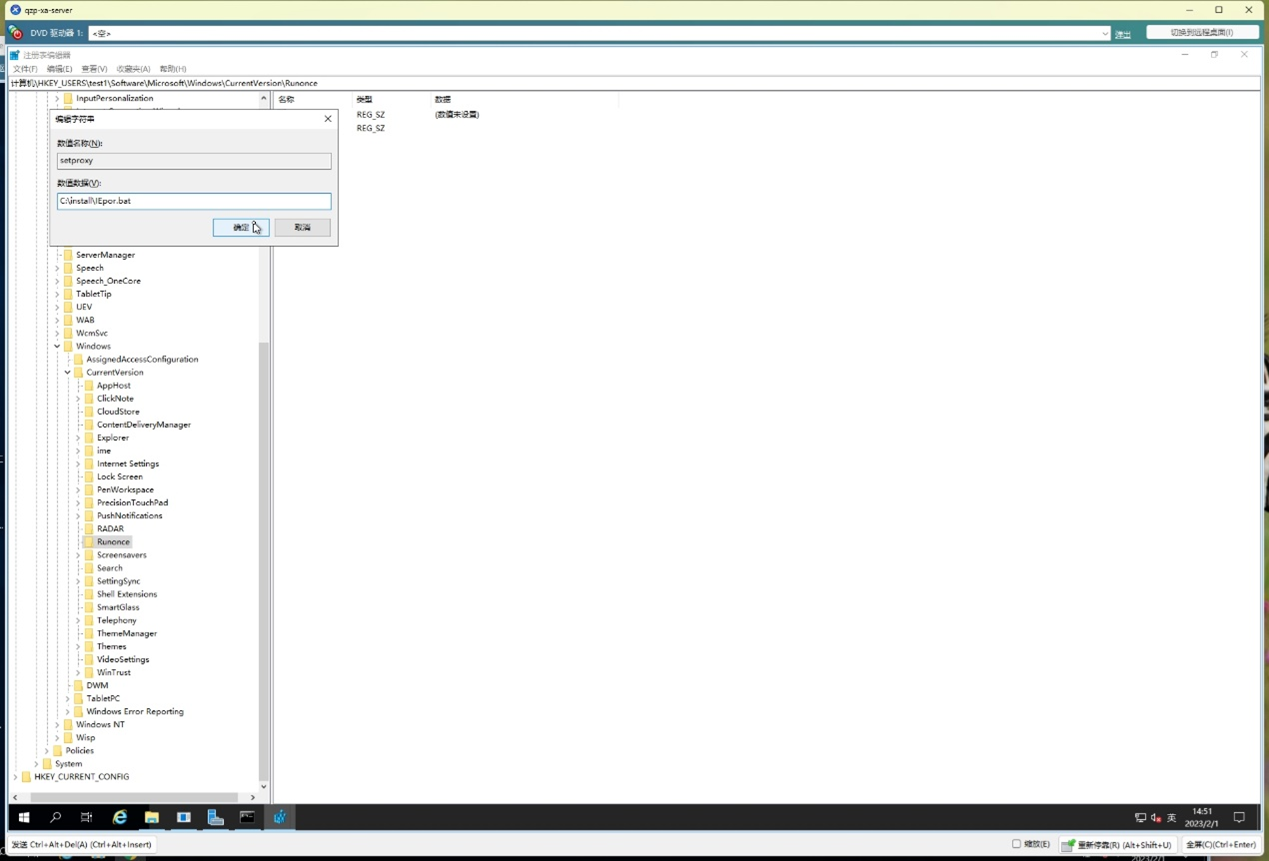 qzp-xa-server
DVD 驱动器 1: <空> 弹出 切换到远程桌面(I)
注册表编辑器
文件(F) 编辑(E) 查看(V) 收藏夹(A) 帮助(H)
计算机\HKEY_USERS\test1\Software\Microsoft\Windows\CurrentVersion\Runonce
InputPersonalization
名称 类型 数据
REG_SZ (数值未设置)
REG_SZ
编辑字符串
数值名称(N):
setproxy
数值数据(V):
C:\install\IEpor.bat
确定 取消
ServerManager
Speech
Speech_OneCore
TabletTip
UEV
WAB
WcmSvc
Windows
AssignedAccessConfiguration
CurrentVersion
AppHost
ClickNote
CloudStore
ContentDeliveryManager
Explorer
ime
Internet Settings
Lock Screen
PenWorkspace
PrecisionTouchPad
PushNotifications
RADAR
Runonce
Screensavers
Search
SettingSync
Shell Extensions
SmartGlass
Telephony
ThemeManager
Themes
VideoSettings
WinTrust
DWM
TabletPC
Windows Error Reporting
Windows NT
Wisp
Policies
System
HKEY_CURRENT_CONFIG
英
14:51
2023/2/1
发送 Ctrl+Alt+Del(A) (Ctrl+Alt+Insert) 缩放(E) 重新停靠(R) (Alt+Shift+U) 全屏(C)(Ctrl+Enter)